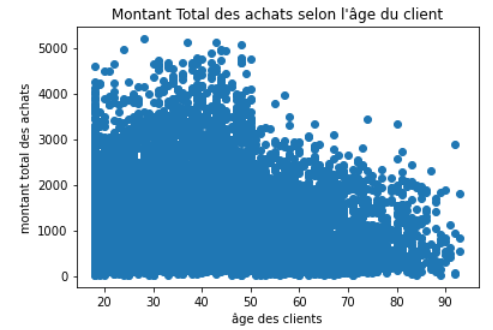 Montant Total des achats selon l'âge du client
montant total des achats
5000
4000
3000
2000
1000
0
20 30 40 50 60 70 80 90
âge des clients